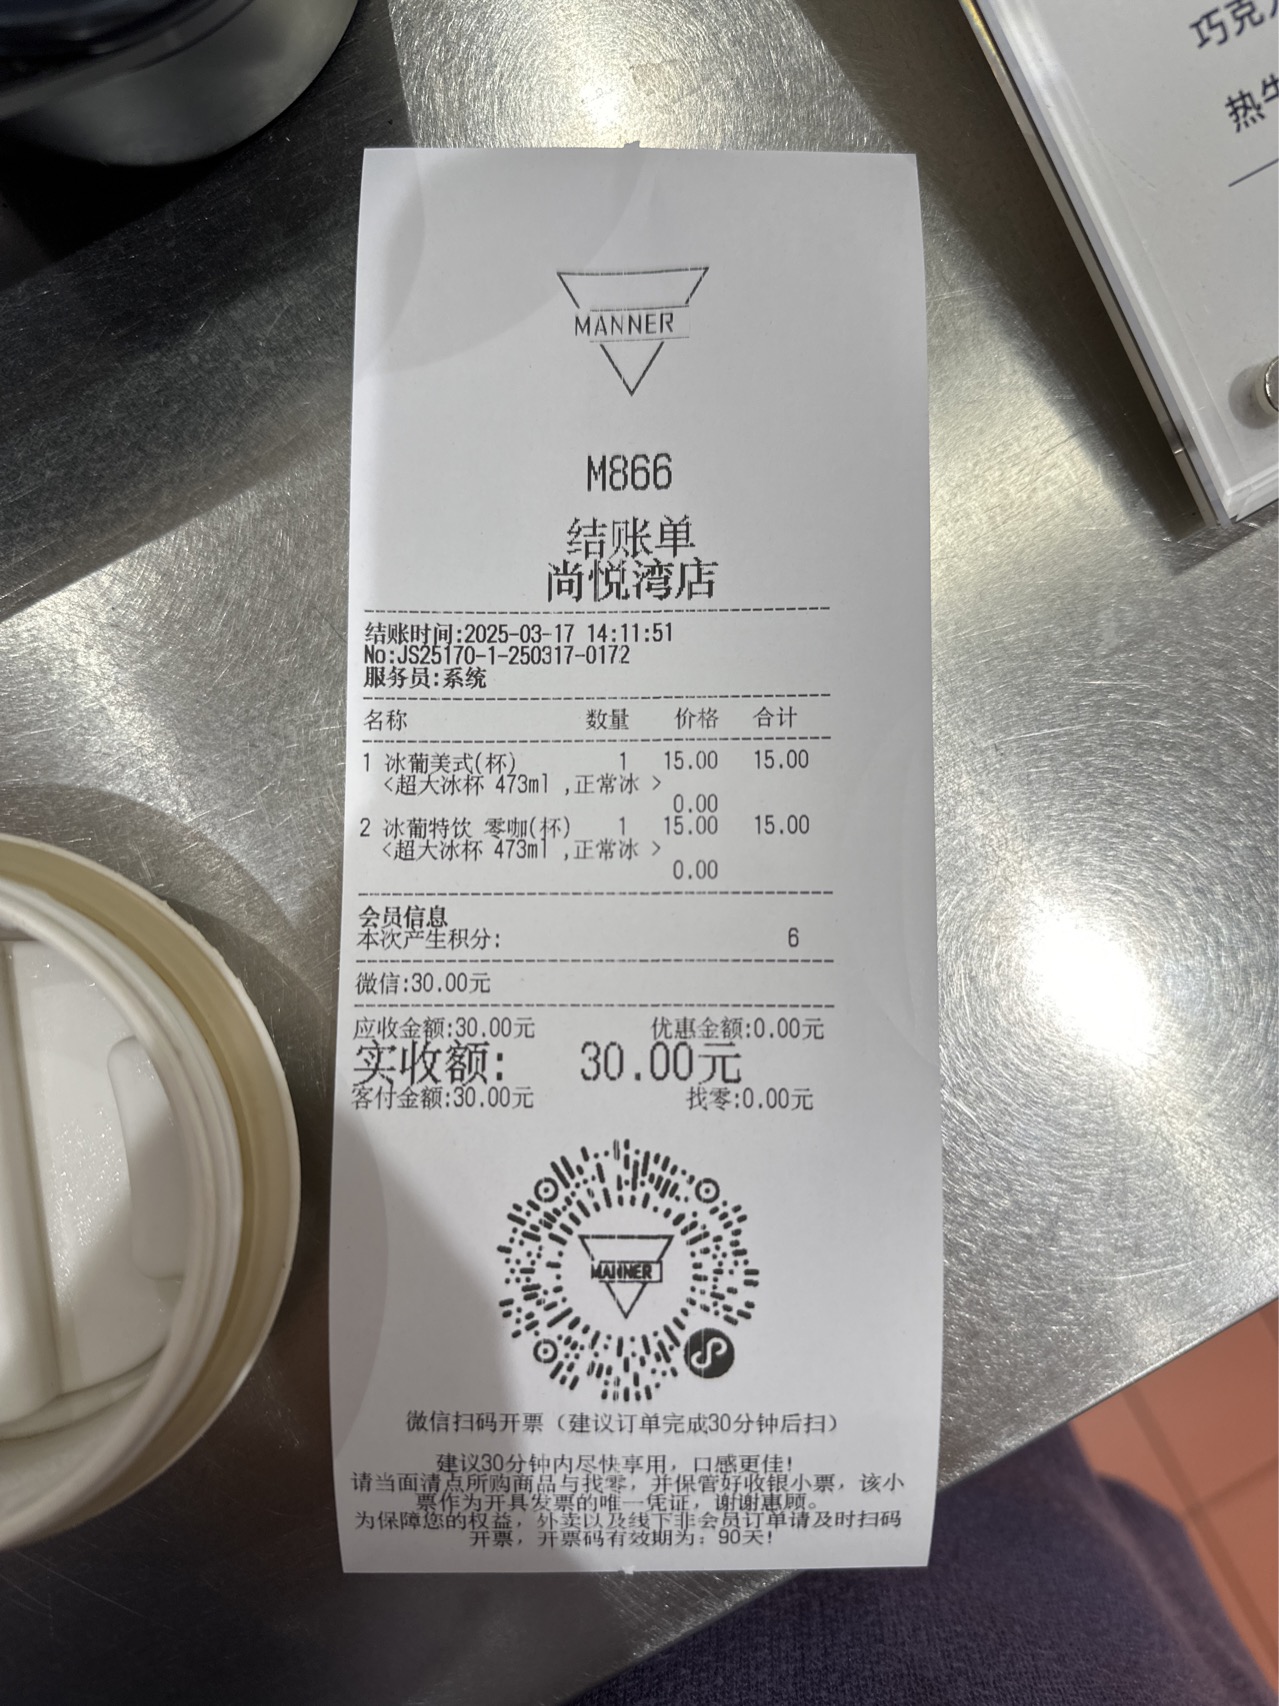 巧克
热牛
MANNER
M866
结账单
尚悦湾店
结账时间:2025-03-17 14:11:51
No:JS25170-1-250317-0172
服务员:系统
名称 数量 价格 合计
1 冰葡美式(杯) 1 15.00 15.00
<超大冰杯 473ml ,正常冰 >
0.00
2 冰葡特饮 零咖(杯) 1 15.00 15.00
<超大冰杯 473ml ,正常冰 >
0.00
会员信息
本次产生积分: 6
微信:30.00元
应收金额:30.00元 优惠金额:0.00元
实收额: 30.00元
客付金额:30.00元 找零:0.00元
MANNER
微信扫码开票（建议订单完成30分钟后扫）
建议30分钟内尽快享用，口感更佳！
请当面清点所购商品与找零，并保管好收银小票，该小
票作为开具发票的唯一凭证，谢谢惠顾。
为保障您的权益，外卖以及线下非会员订单请及时扫码
开票，开票码有效期为：90天！